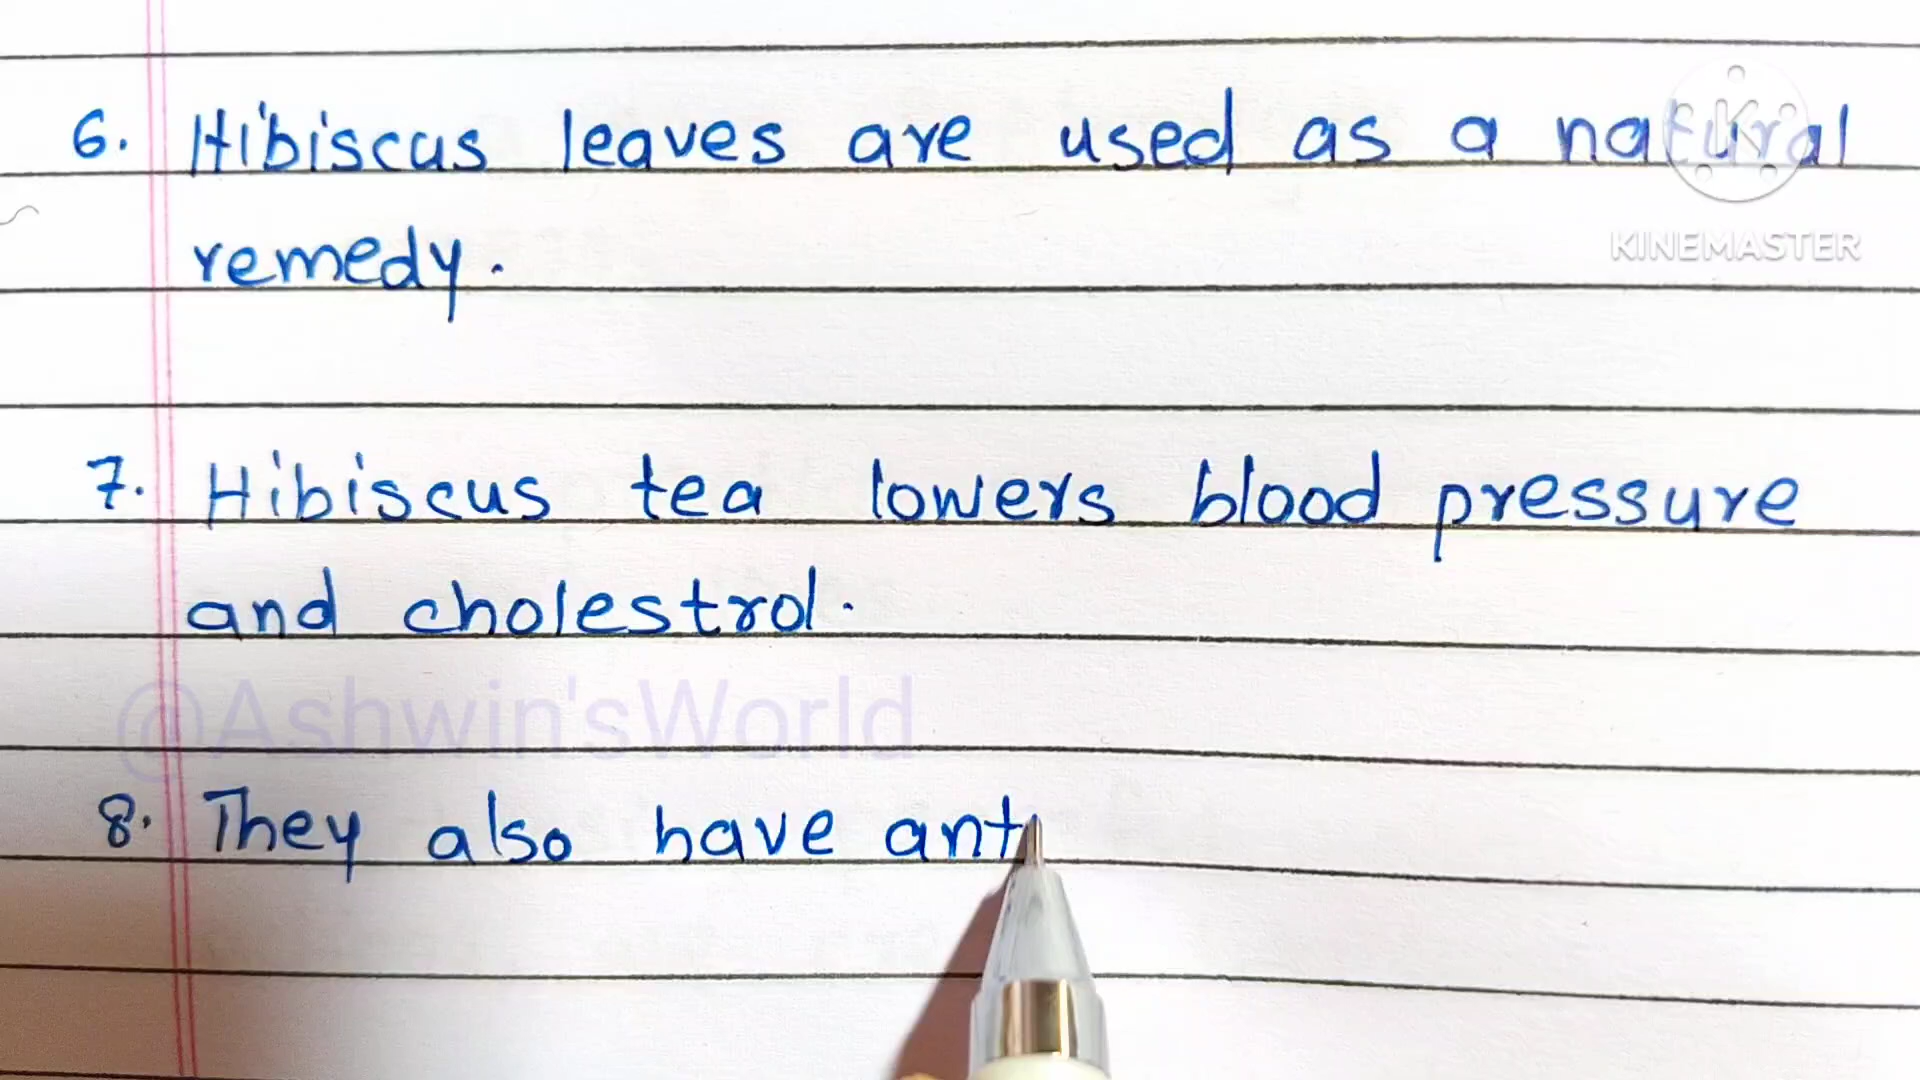 6. Hibiscus leaves are used as a natural
KINEMASTER
remedy.
7. Hibiscus tea lowers blood pressure
and cholestrol.
@Ashwin'sWorld
8. They also have ant